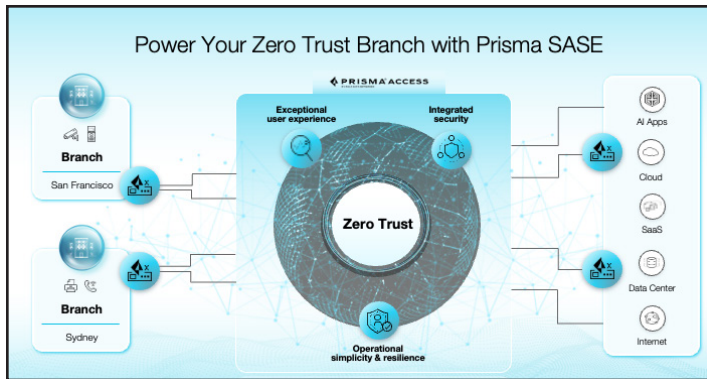 Power Your Zero Trust Branch with Prisma SASE
PRISMA ACCESS
Exceptional
user experience
Integrated
security
Zero Trust
Operational
simplicity & resilience
Branch
San Francisco
Branch
Sydney
AI Apps
Cloud
SaaS
Data Center
Internet